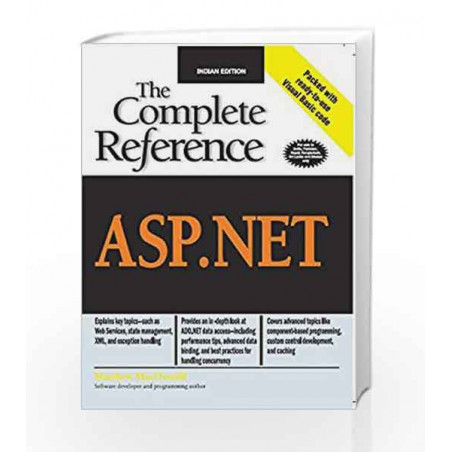 INDIAN EDITION
The
Complete
Reference
Packed with
ready-to-use
Visual Basic code
ASP.NET
Explains key topics—such
as Web Services, state management,
XML, and exception handling
Provides an in-depth look at
ADO.NET data access—including
performance tips, advanced data
binding, and best practices for
handling concurrency
Covers advanced topics like
component-based programming,
custom control development,
and caching
Matthew MacDonald
Software developer and programming author